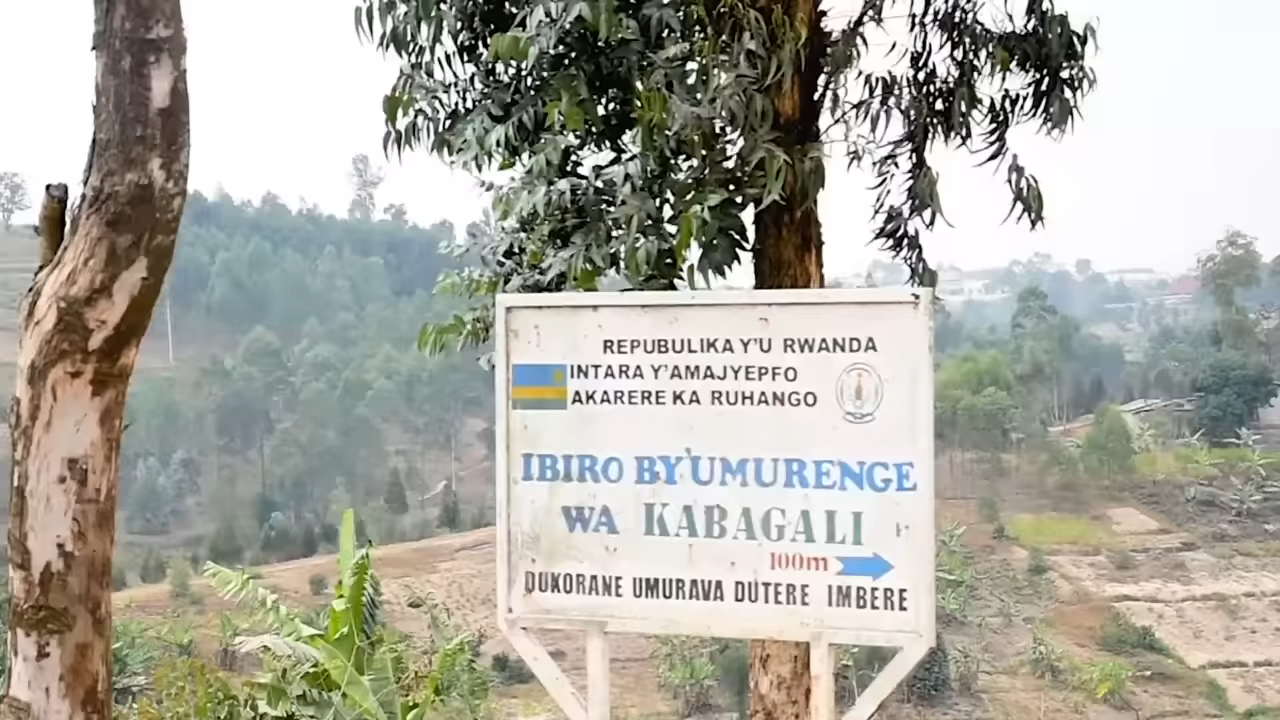 REPUBULIKA Y'U RWANDA
INTARA Y'AMAJYEPFO
AKARERE KA RUHANGO
IBIRO BY'UMURENGE
WA KABAGALI
100m
DUKORANE UMURAVA DUTERE IMBERE